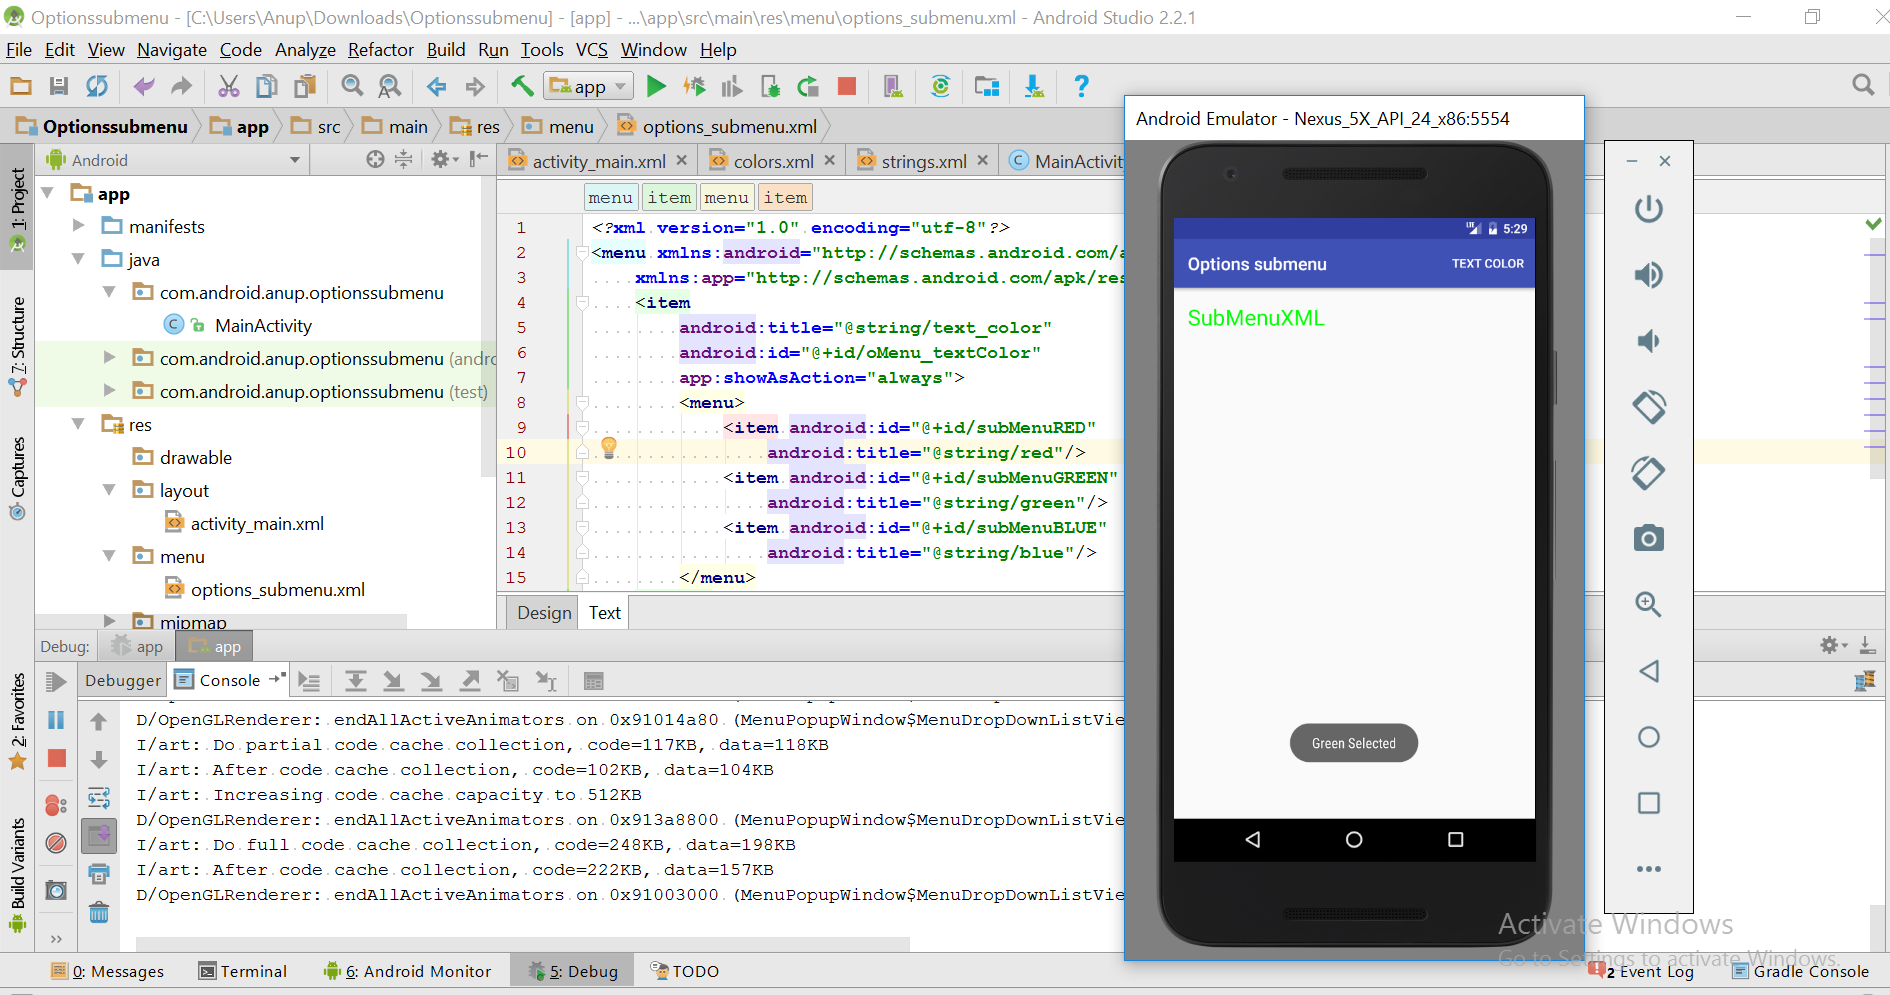 Optionssubmenu - [C:\Users\Anup\Downloads\Optionssubmenu] - [app] - ...\app\src\main\res\menu\options_submenu.xml - Android Studio 2.2.1
File Edit View Navigate Code Analyze Refactor Build Run Tools VCS Window Help
app
Optionssubmenu app src main res menu options_submenu.xml
Android
activity_main.xml colors.xml strings.xml MainActivit
1: Project
7: Structure
Captures
2: Favorites
Build Variants
app
manifests
java
com.android.anup.optionssubmenu
MainActivity
com.android.anup.optionssubmenu (andro
com.android.anup.optionssubmenu (test)
res
drawable
layout
activity_main.xml
menu
options_submenu.xml
mipmap
menu item menu item
1 <?xml version="1.0" encoding="utf-8"?>
2 <menu xmlns:android="http://schemas.android.com/a
3 xmlns:app="http://schemas.android.com/apk/res
4 <item
5 android:title="@string/text_color"
6 android:id="@+id/oMenu_textColor"
7 app:showAsAction="always">
8 <menu>
9 <item android:id="@+id/subMenuRED"
10 android:title="@string/red"/>
11 <item android:id="@+id/subMenuGREEN"
12 android:title="@string/green"/>
13 <item android:id="@+id/subMenuBLUE"
14 android:title="@string/blue"/>
15 </menu>
Design Text
Debug: app app
Debugger Console
D/OpenGLRenderer: endAllActiveAnimators on 0x91014a80 (MenuPopupWindow$MenuDropDownListVie
I/art: Do partial code cache collection, code=117KB, data=118KB
I/art: After code cache collection, code=102KB, data=104KB
I/art: Increasing code cache capacity to 512KB
D/OpenGLRenderer: endAllActiveAnimators on 0x913a8800 (MenuPopupWindow$MenuDropDownListVie
I/art: Do full code cache collection, code=248KB, data=198KB
I/art: After code cache collection, code=222KB, data=157KB
D/OpenGLRenderer: endAllActiveAnimators on 0x91003000 (MenuPopupWindow$MenuDropDownListVie
Android Emulator - Nexus_5X_API_24_x86:5554
LTE 5:29
Options submenu TEXT COLOR
SubMenuXML
Green Selected
Activate Windows
Go to Settings to activate Windows.
0: Messages Terminal 6: Android Monitor 5: Debug TODO 2 Event Log Gradle Console